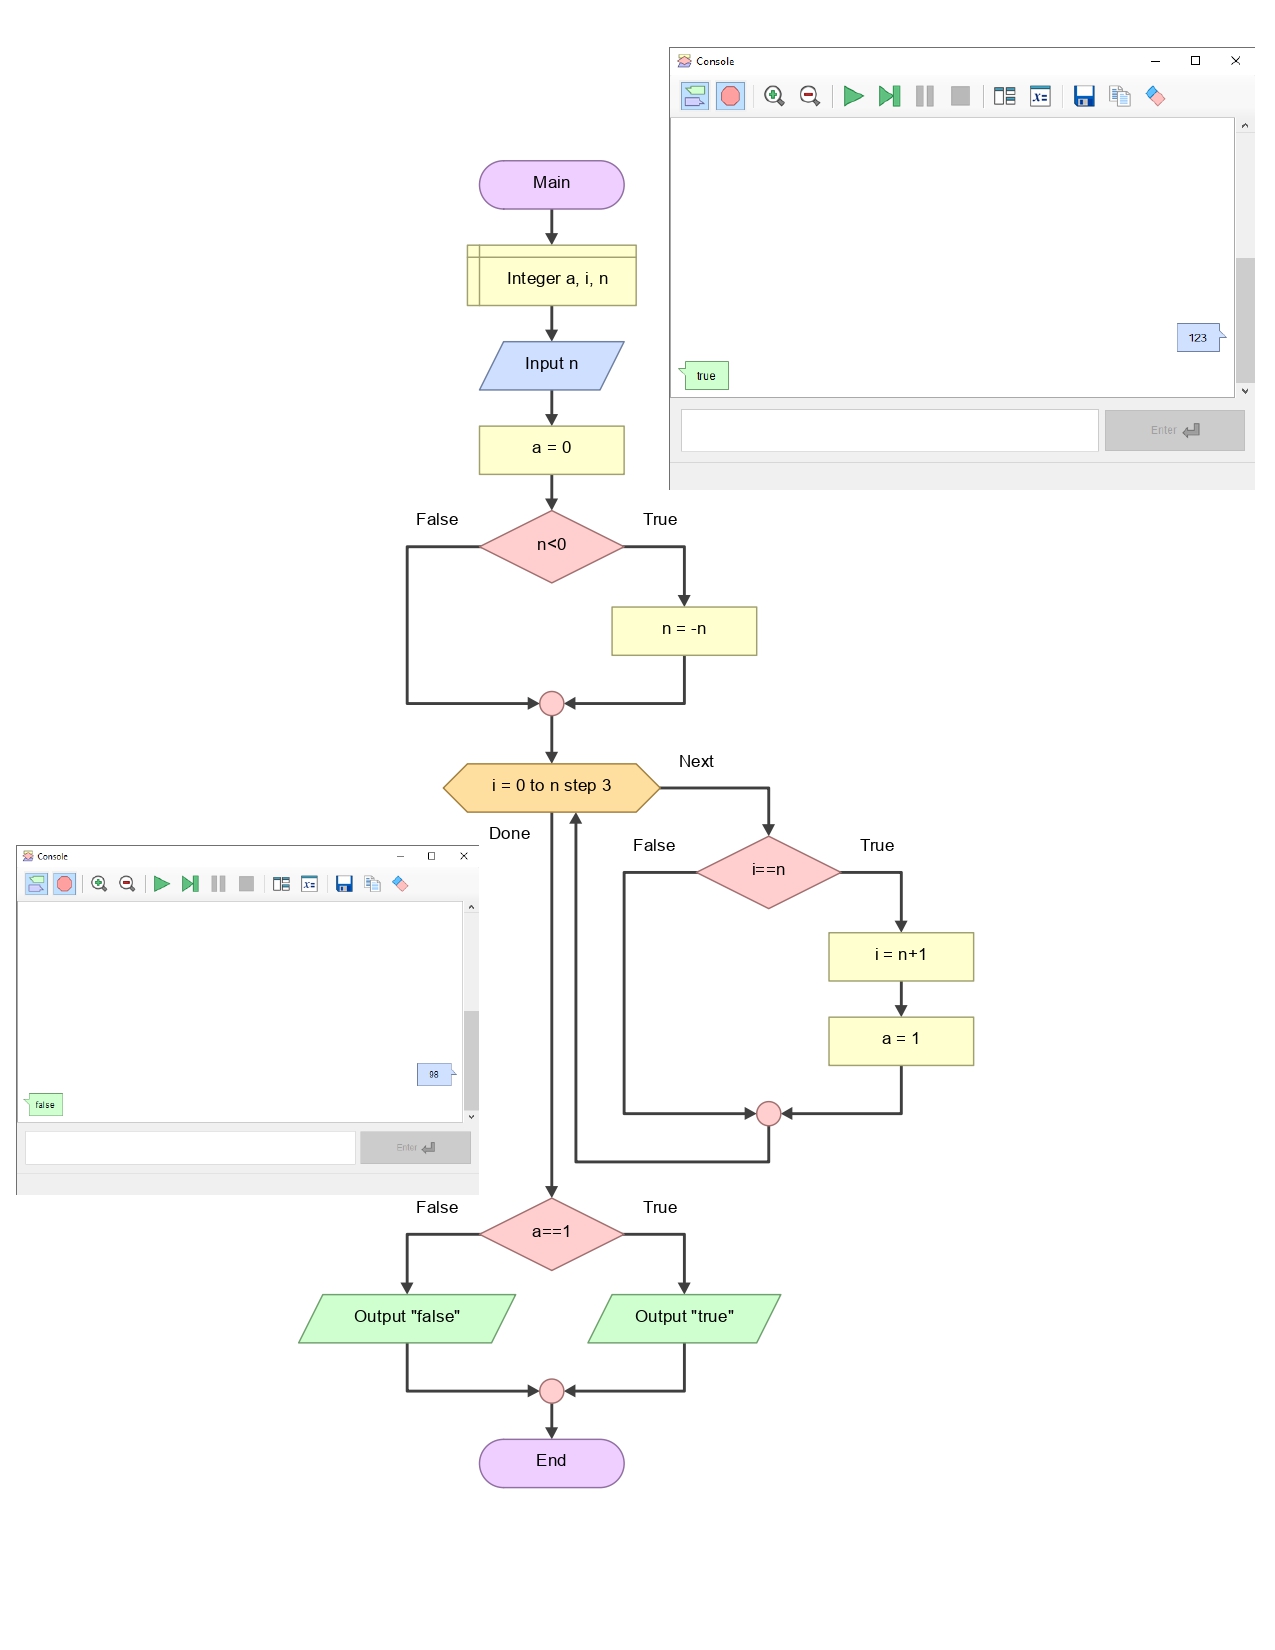 Console
x=
Main
Integer a, i, n
123
Input n
true
Enter
a = 0
False
True
n<0
n = -n
Next
i = 0 to n step 3
Done
False
True
Console
i==n
x=
i = n+1
a = 1
98
false
Enter
False
True
a==1
Output "false"
Output "true"
End